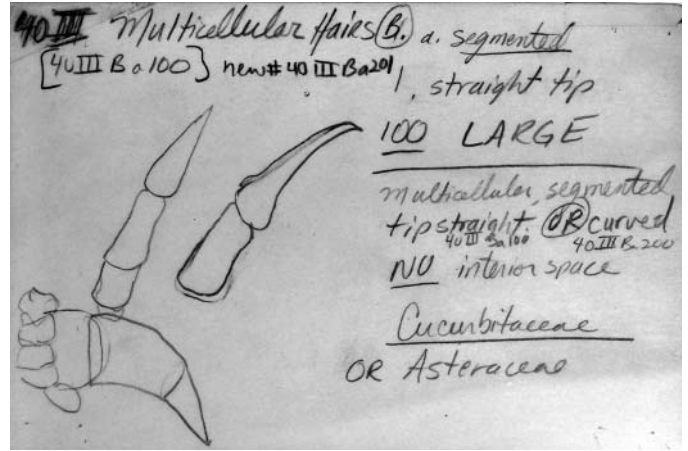 40 III Multicellular Hairs B. a. segmented
[40 III B a 100] new# 40 III Ba201
1, straight tip
100 LARGE
multicellular, segmented
tip straight. OR curved
40 III Ba100 40 III Ba 200
NO interior space
Cucurbitaceae
OR Asteraceae